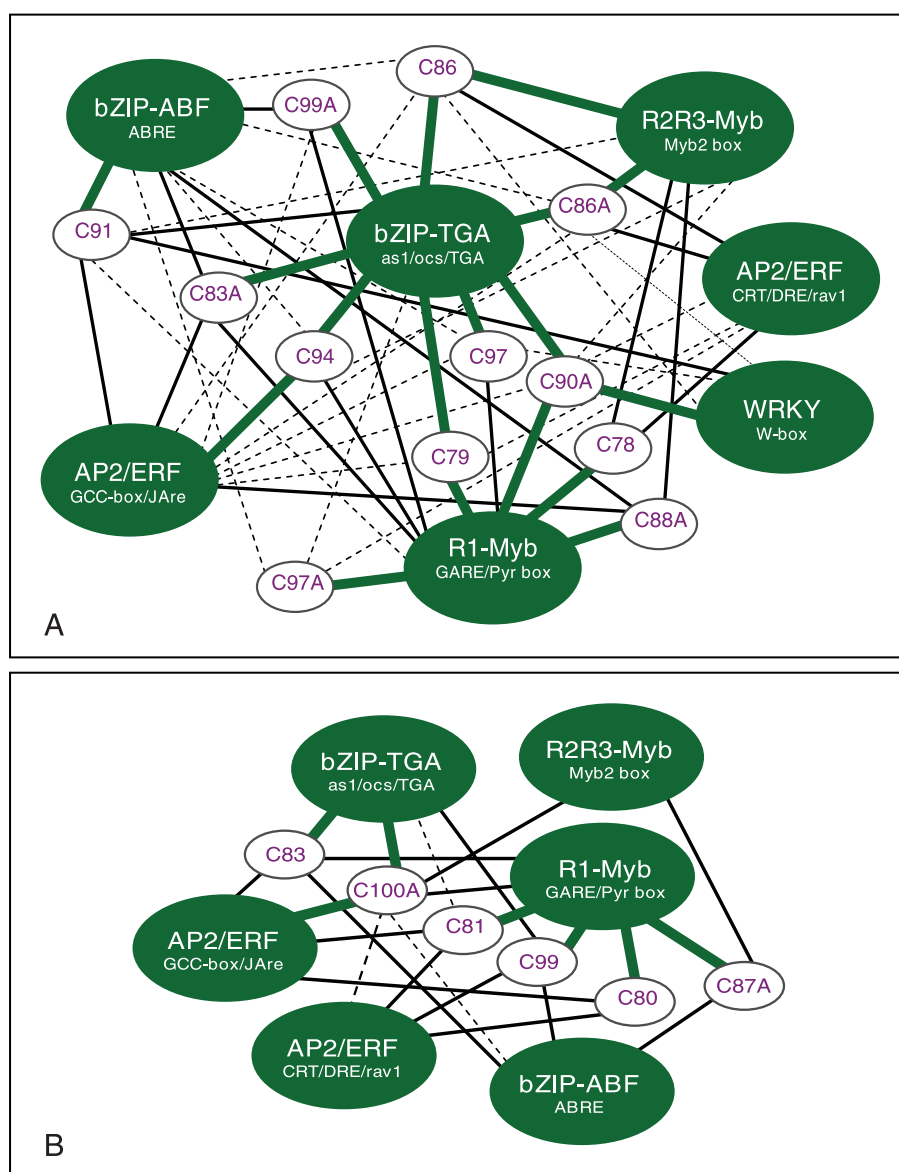 C86
bZIP-ABF
ABRE
C99A
R2R3-Myb
Myb2 box
C86A
C91
bZIP-TGA
as1/ocs/TGA
AP2/ERF
CRT/DRE/rav1
C83A
C94
C97
C90A
WRKY
W-box
C79
C78
AP2/ERF
GCC-box/JAre
C88A
R1-Myb
GARE/Pyr box
C97A
A
R2R3-Myb
Myb2 box
bZIP-TGA
as1/ocs/TGA
C83
R1-Myb
GARE/Pyr box
C100A
C81
AP2/ERF
GCC-box/JAre
C99
C87A
C80
AP2/ERF
CRT/DRE/rav1
bZIP-ABF
ABRE
B